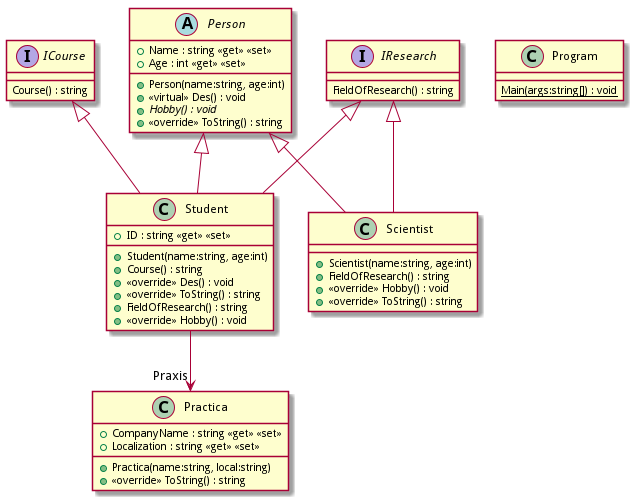 I ICourse
Course() : string
A Person
Name : string «get» «set»
Age : int «get» «set»
Person(name:string, age:int)
«virtual» Des() : void
Hobby() : void
«override» ToString() : string
I IResearch
FieldOfResearch() : string
C Program
Main(args:string[]) : void
C Student
ID : string «get» «set»
Student(name:string, age:int)
Course() : string
«override» Des() : void
«override» ToString() : string
FieldOfResearch() : string
«override» Hobby() : void
C Scientist
Scientist(name:string, age:int)
FieldOfResearch() : string
«override» Hobby() : void
«override» ToString() : string
Praxis
C Practica
CompanyName : string «get» «set»
Localization : string «get» «set»
Practica(name:string, local:string)
«override» ToString() : string